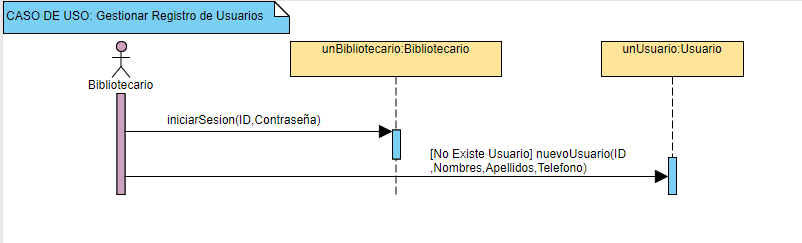 CASO DE USO: Gestionar Registro de Usuarios
unBibliotecario:Bibliotecario
unUsuario:Usuario
Bibliotecario
iniciarSesion(ID,Contraseña)
[No Existe Usuario] nuevoUsuario(ID
,Nombres,Apellidos,Telefono)